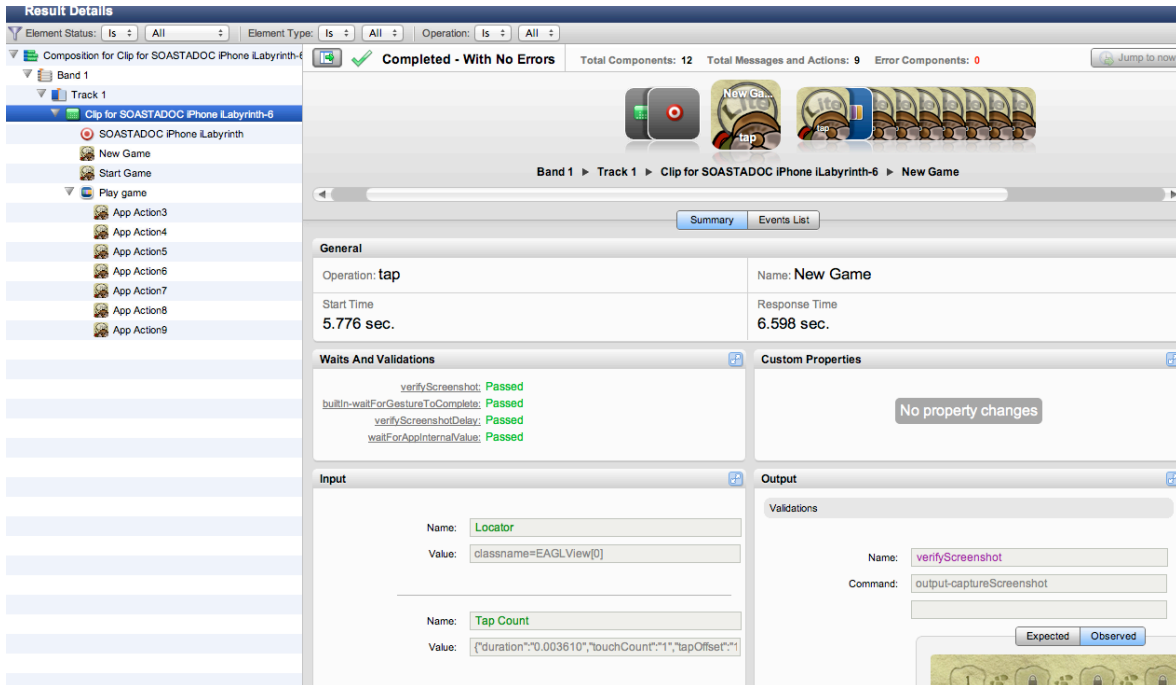 Result Details
Element Status: Is All Element Type: Is All Operation: Is All
Composition for Clip for SOASTADOC iPhone iLabyrinth-6
Band 1
Track 1
Clip for SOASTADOC iPhone iLabyrinth-6
SOASTADOC iPhone iLabyrinth
New Game
Start Game
Play game
App Action3
App Action4
App Action5
App Action6
App Action7
App Action8
App Action9
Completed - With No Errors Total Components: 12 Total Messages and Actions: 9 Error Components: 0 Jump to now
New Ga...
Lite
tap
Lite
tap
Band 1 ▶ Track 1 ▶ Clip for SOASTADOC iPhone iLabyrinth-6 ▶ New Game
Summary Events List
General
Operation: tap Name: New Game
Start Time Response Time
5.776 sec. 6.598 sec.
Waits And Validations Custom Properties
verifyScreenshot: Passed
builtIn-waitForGestureToComplete: Passed
verifyScreenshotDelay: Passed
waitForAppInternalValue: Passed
No property changes
Input Output
Validations
Name: Locator
Value: classname=EAGLView[0]
Name: verifyScreenshot
Command: output-captureScreenshot
Name: Tap Count
Value: {"duration":"0.003610","touchCount":"1","tapOffset":"1
Expected Observed
1